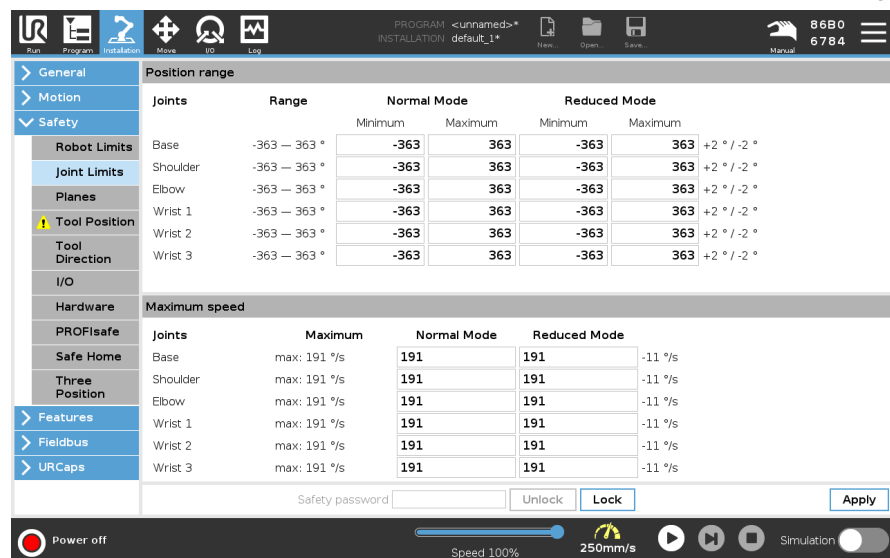 PROGRAM <unnamed>*
INSTALLATION default_1*
Run Program Installation Move I/O Log New... Open... Save... Manual
86B0
6784
General
Motion
Safety
Robot Limits
Joint Limits
Planes
Tool Position
Tool
Direction
I/O
Hardware
PROFIsafe
Safe Home
Three
Position
Features
Fieldbus
URCaps
Position range
Joints Range Normal Mode Reduced Mode
Minimum Maximum Minimum Maximum
Base -363 — 363 ° -363 363 -363 363 +2 ° / -2 °
Shoulder -363 — 363 ° -363 363 -363 363 +2 ° / -2 °
Elbow -363 — 363 ° -363 363 -363 363 +2 ° / -2 °
Wrist 1 -363 — 363 ° -363 363 -363 363 +2 ° / -2 °
Wrist 2 -363 — 363 ° -363 363 -363 363 +2 ° / -2 °
Wrist 3 -363 — 363 ° -363 363 -363 363 +2 ° / -2 °
Maximum speed
Joints Maximum Normal Mode Reduced Mode
Base max: 191 °/s 191 191 -11 °/s
Shoulder max: 191 °/s 191 191 -11 °/s
Elbow max: 191 °/s 191 191 -11 °/s
Wrist 1 max: 191 °/s 191 191 -11 °/s
Wrist 2 max: 191 °/s 191 191 -11 °/s
Wrist 3 max: 191 °/s 191 191 -11 °/s
Safety password Unlock Lock Apply
Power off
Speed 100%
250mm/s
Simulation